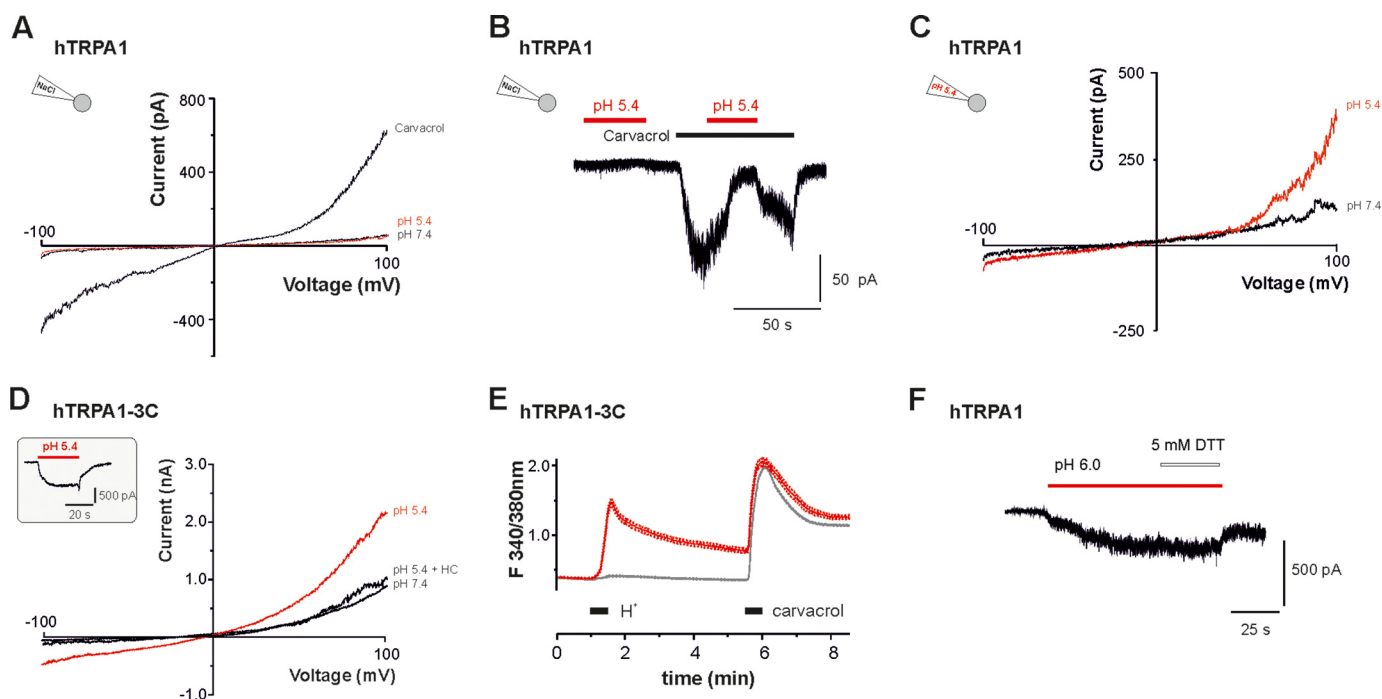 A
hTRPA1
NaCl
800
400
-400
Current (pA)
-100
100
Voltage (mV)
Carvacrol
pH 5.4
pH 7.4
B
hTRPA1
NaCl
pH 5.4
pH 5.4
Carvacrol
50 pA
50 s
C
hTRPA1
pH 5.4
500
250
-250
Current (pA)
-100
100
Voltage (mV)
pH 5.4
pH 7.4
D
hTRPA1-3C
pH 5.4
500 pA
20 s
3.0
2.0
1.0
-1.0
Current (nA)
-100
100
Voltage (mV)
pH 5.4
pH 5.4 + HC
pH 7.4
E
hTRPA1-3C
2.0
1.0
F 340/380nm
H+
carvacrol
0 2 4 6 8
time (min)
F
hTRPA1
5 mM DTT
pH 6.0
500 pA
25 s